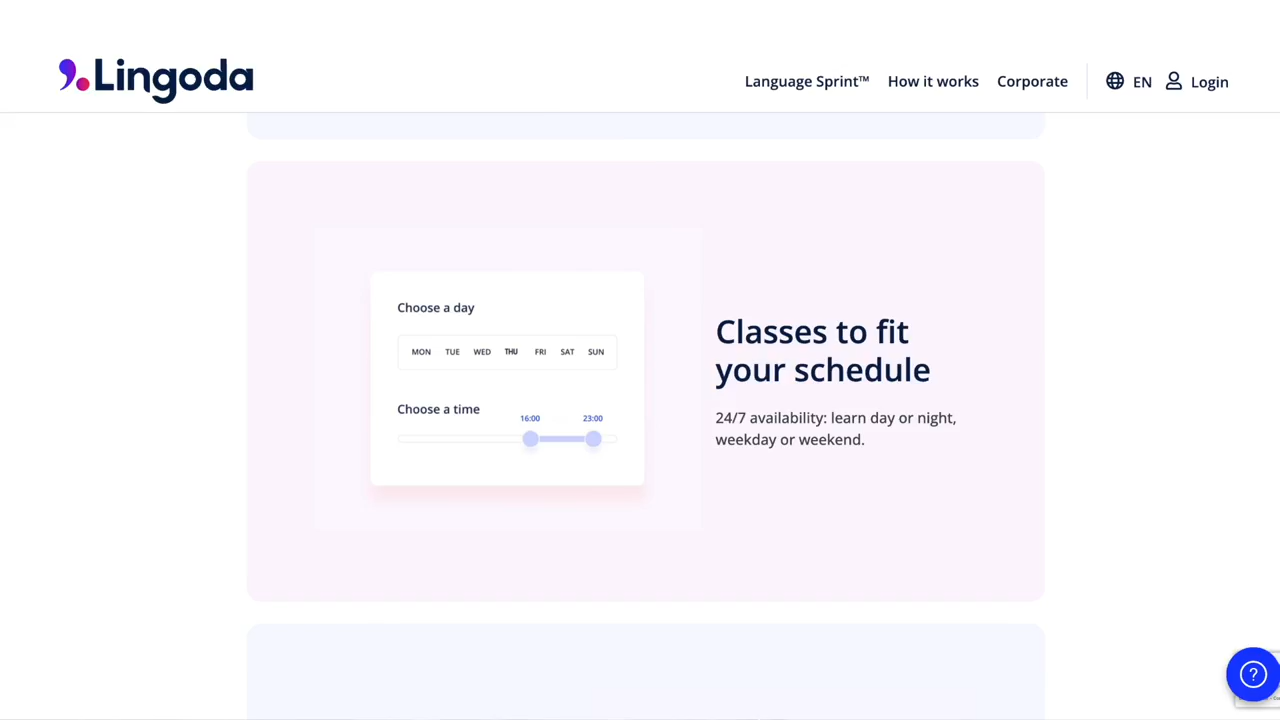 Lingoda
Language Sprint™ How it works Corporate EN Login
Choose a day
MON TUE WED THU FRI SAT SUN
Choose a time
16:00 23:00
Classes to fit
your schedule
24/7 availability: learn day or night,
weekday or weekend.
?